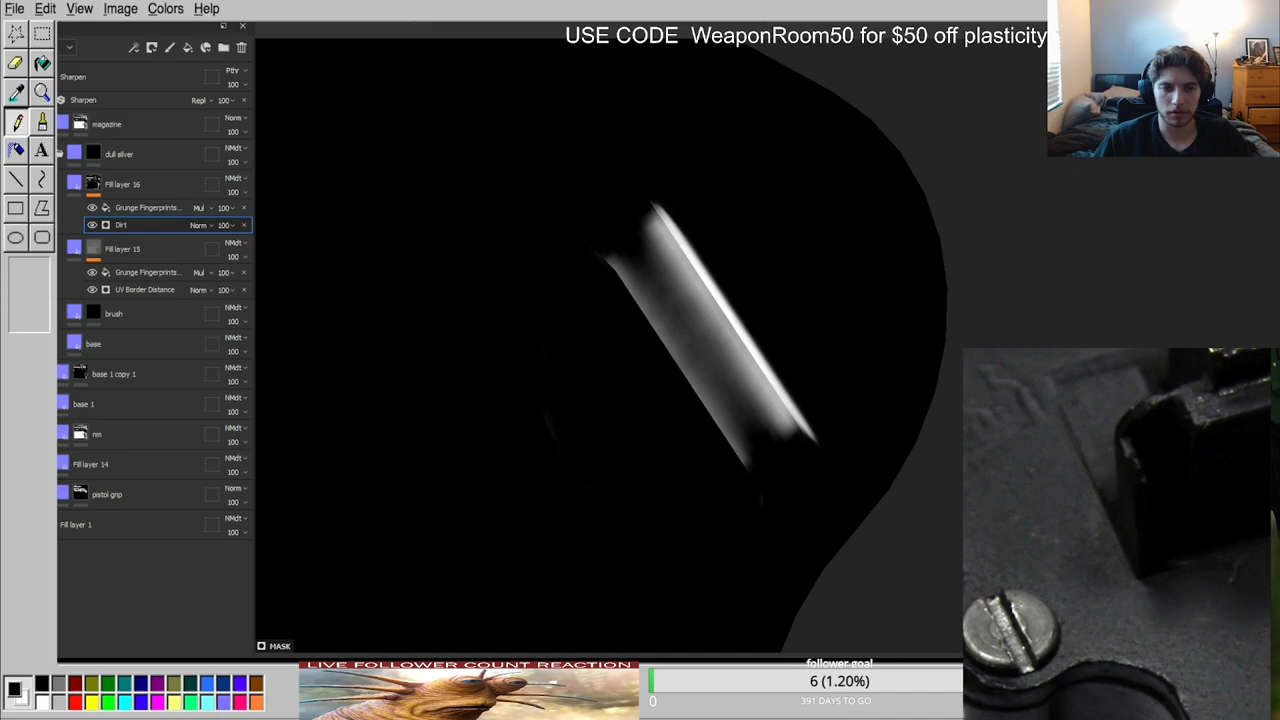 File Edit View Image Colors Help
USE CODE WeaponRoom50 for $50 off plasticity
Sharpen
Pthr
100
Sharpen
Repl
100
magazine
Norm
100
dull silver
NMdt
100
Fill layer 16
NMdt
100
Grunge Fingerprints...
Mul
100
Dirt
Norm
100
Fill layer 15
NMdt
100
Grunge Fingerprints...
Mul
100
UV Border Distance
Norm
100
brush
NMdt
100
base
NMdt
100
base 1 copy 1
NMdt
100
base 1
NMdt
100
nm
NMdt
100
Fill layer 14
NMdt
100
pistol grip
Norm
100
Fill layer 1
NMdt
100
MASK
LIVE FOLLOWER COUNT REACTION
follower goal
6 (1.20%)
0
391 DAYS TO GO